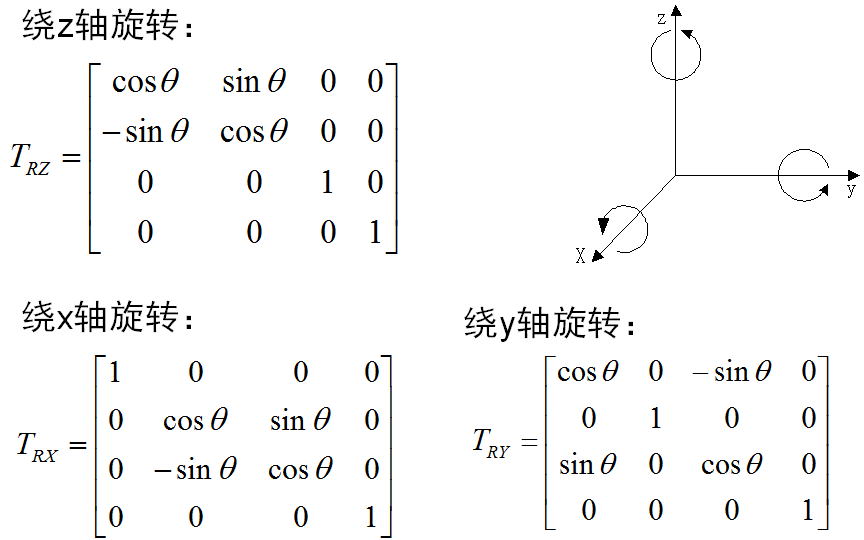 绕z轴旋转：
T_RZ = [ cosθ sinθ 0 0
−sinθ cosθ 0 0
0 0 1 0
0 0 0 1 ]
z
y
X
绕x轴旋转：
T_RX = [ 1 0 0 0
0 cosθ sinθ 0
0 −sinθ cosθ 0
0 0 0 1 ]
绕y轴旋转：
T_RY = [ cosθ 0 −sinθ 0
0 1 0 0
sinθ 0 cosθ 0
0 0 0 1 ]